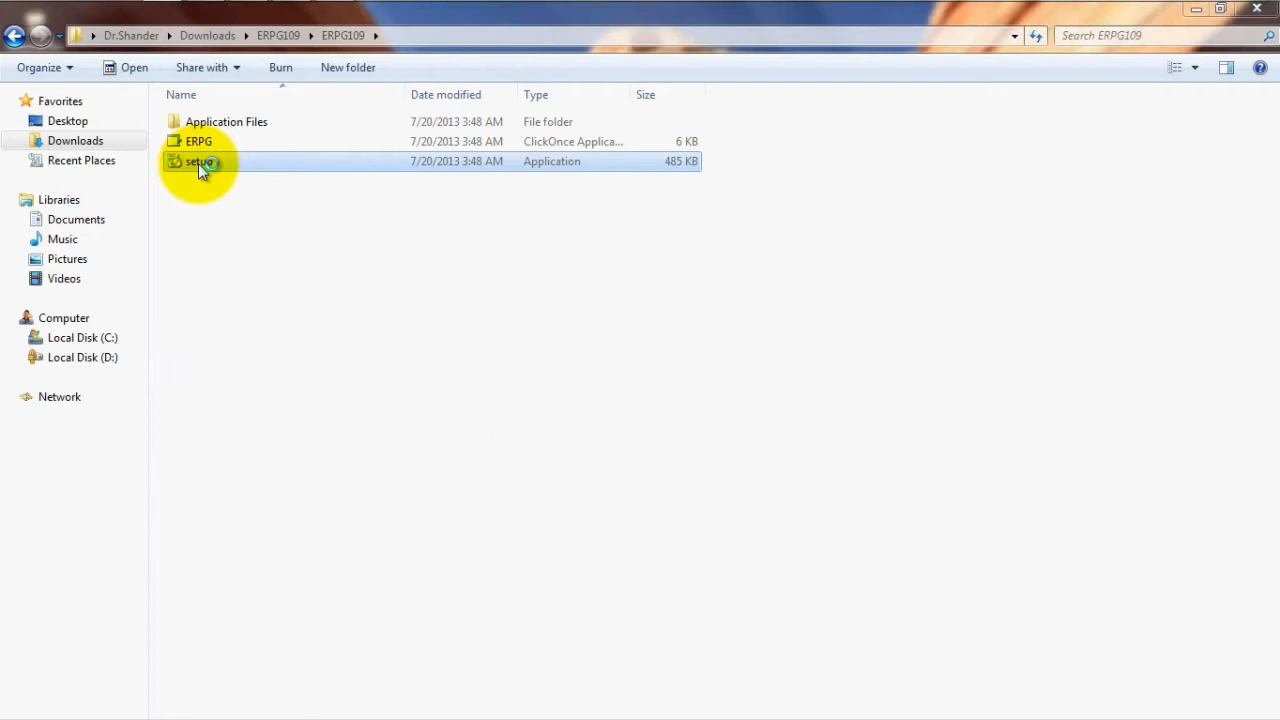 Dr.Shander Downloads ERPG109 ERPG109 Search ERPG109
Organize Open Share with Burn New folder
Name Date modified Type Size
Favorites
Desktop
Downloads
Recent Places
Libraries
Documents
Music
Pictures
Videos
Computer
Local Disk (C:)
Local Disk (D:)
Network
Application Files 7/20/2013 3:48 AM File folder
ERPG 7/20/2013 3:48 AM ClickOnce Applica... 6 KB
setup 7/20/2013 3:48 AM Application 485 KB